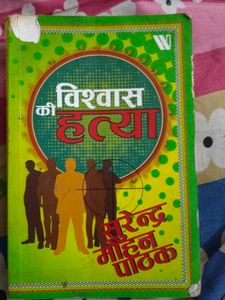 विश्वास
की
हत्या
सुरेन्द्र
मोहन
पाठक